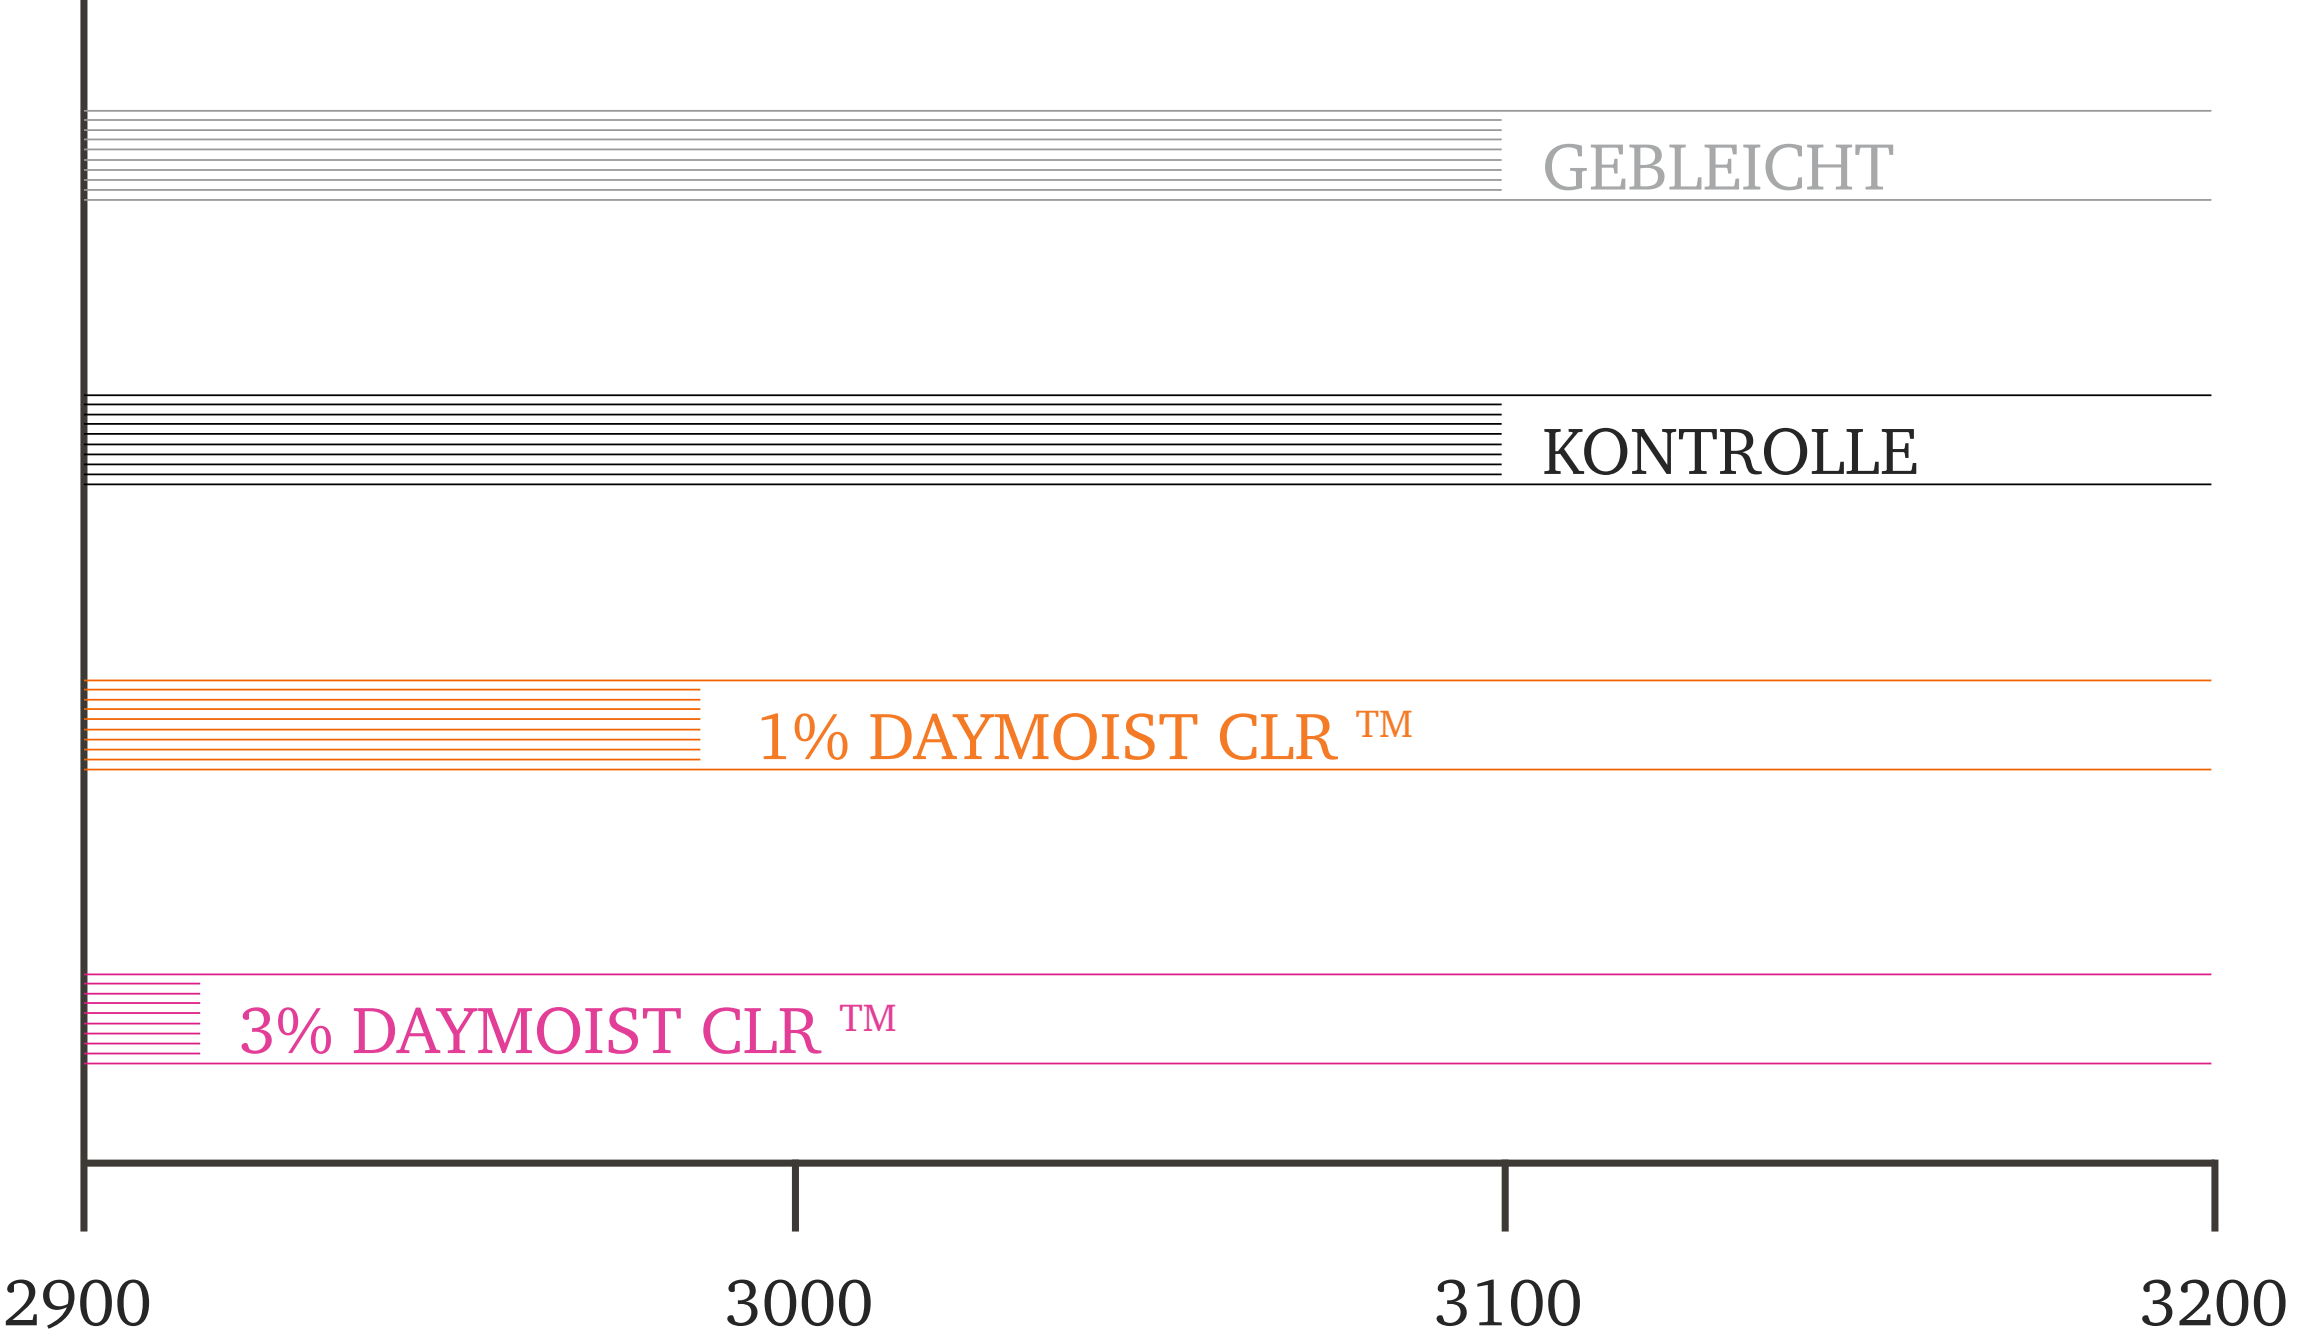 GEBLEICHT
KONTROLLE
1% DAYMOIST CLR ™
3% DAYMOIST CLR ™
2900 3000 3100 3200